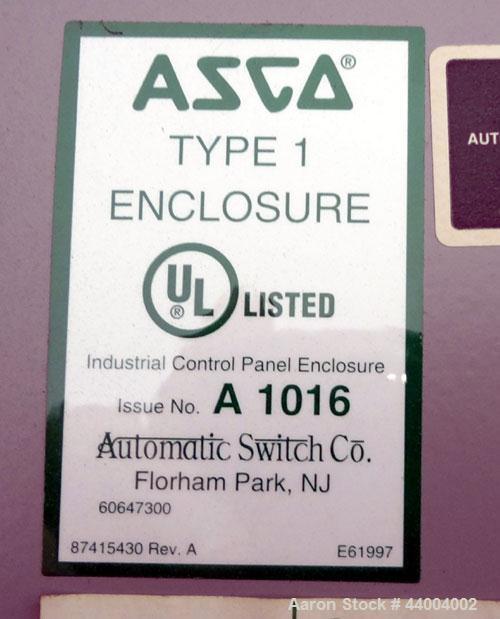 ASCO®
TYPE 1
ENCLOSURE
UL® LISTED
Industrial Control Panel Enclosure
Issue No. A 1016
Automatic Switch Co.
Florham Park, NJ
60647300
87415430 Rev. A E61997
AUT
Aaron Stock # 44004002